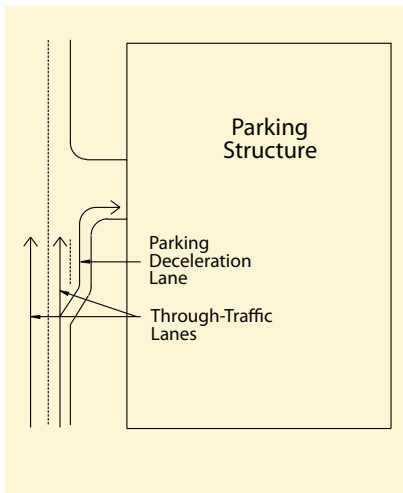 Parking
Structure
Parking
Deceleration
Lane
Through-Traffic
Lanes